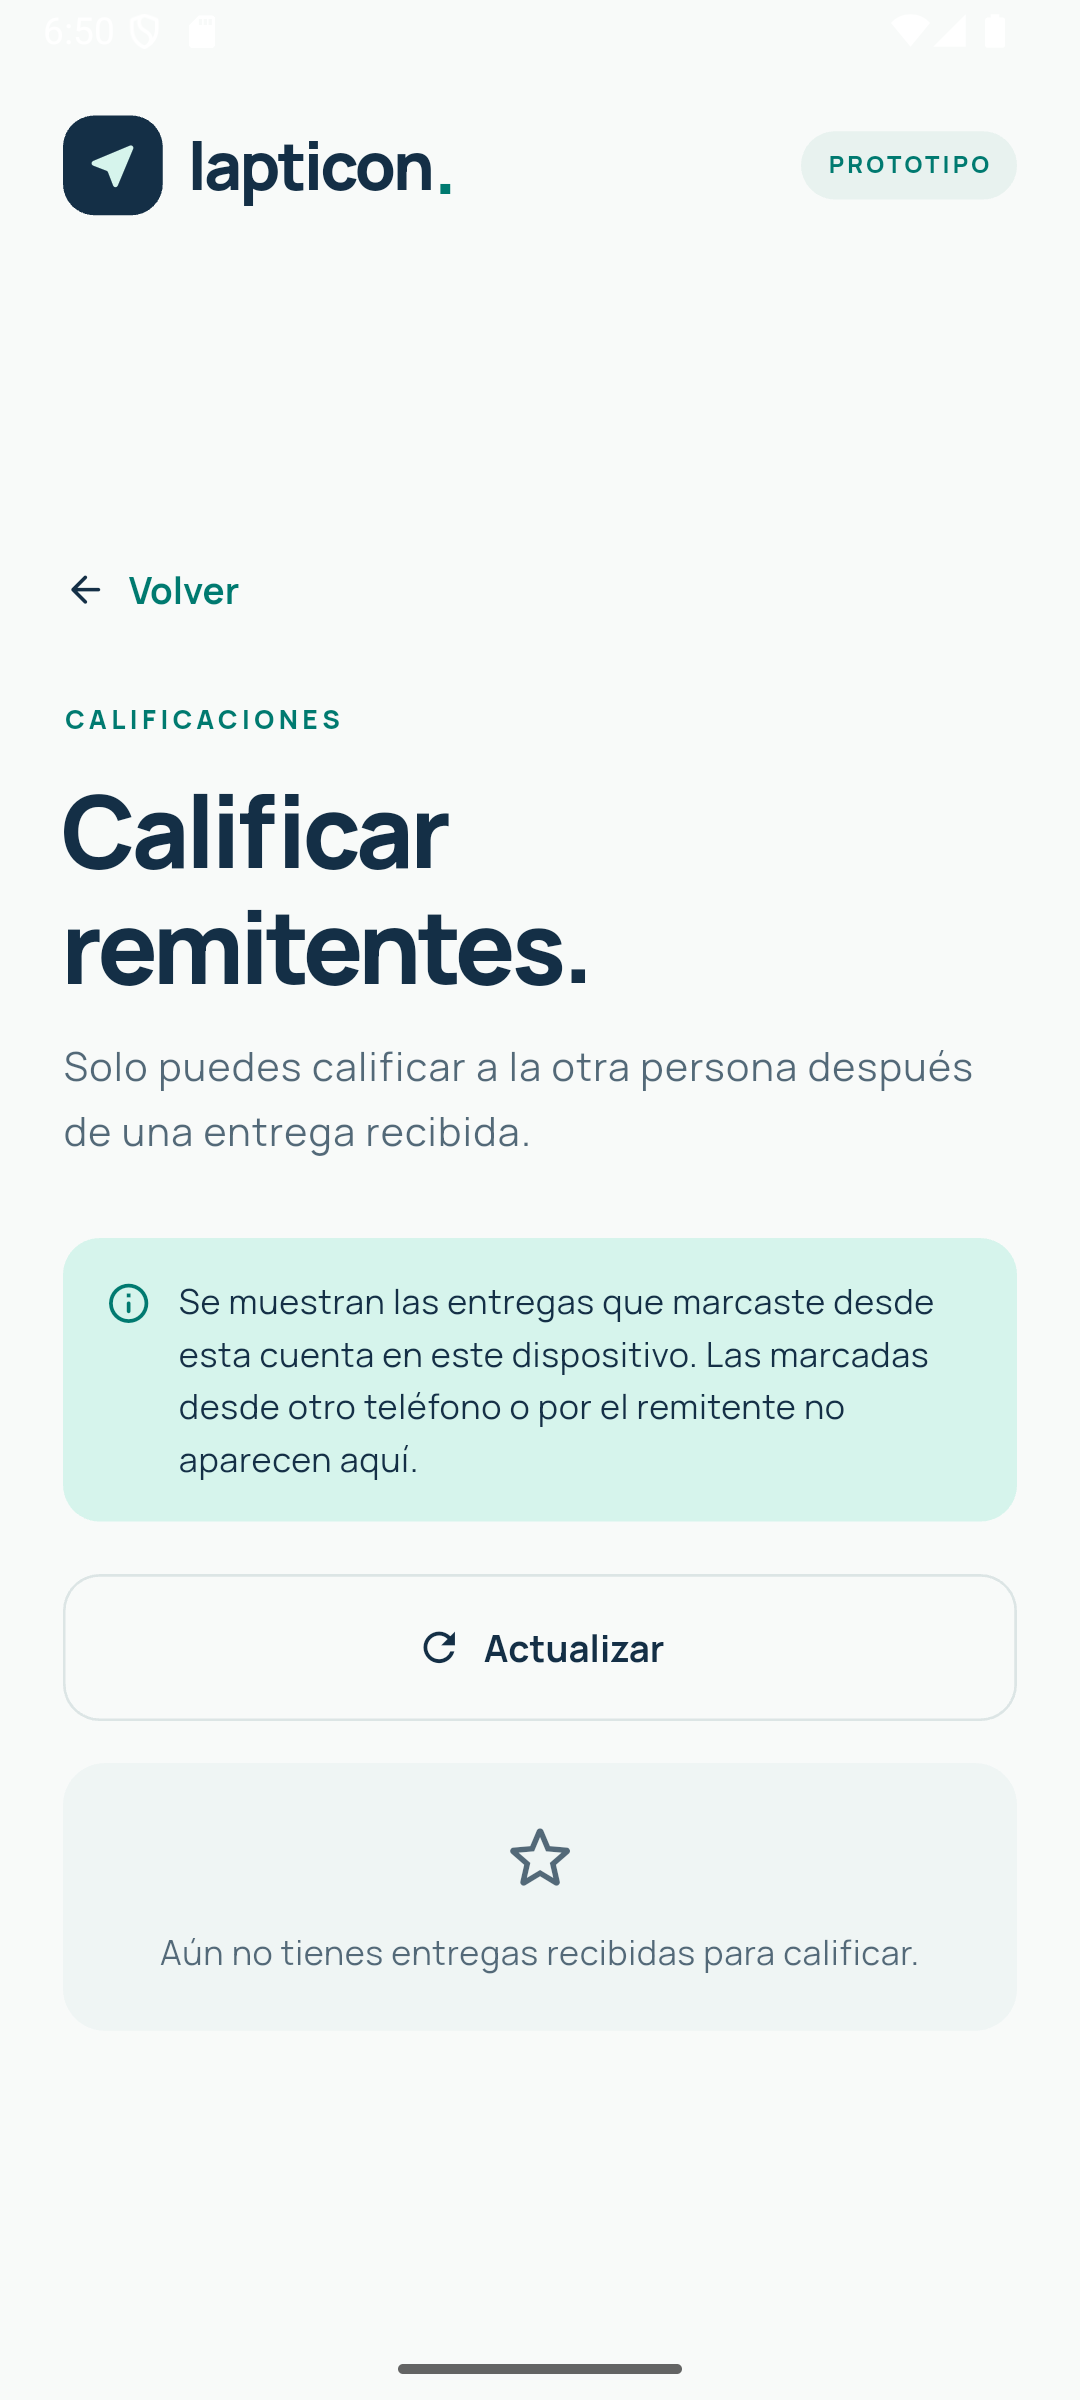 6:50
lapticon.
PROTOTIPO
Volver
CALIFICACIONES
Calificar
remitentes.
Solo puedes calificar a la otra persona después
de una entrega recibida.
Se muestran las entregas que marcaste desde
esta cuenta en este dispositivo. Las marcadas
desde otro teléfono o por el remitente no
aparecen aquí.
Actualizar
Aún no tienes entregas recibidas para calificar.